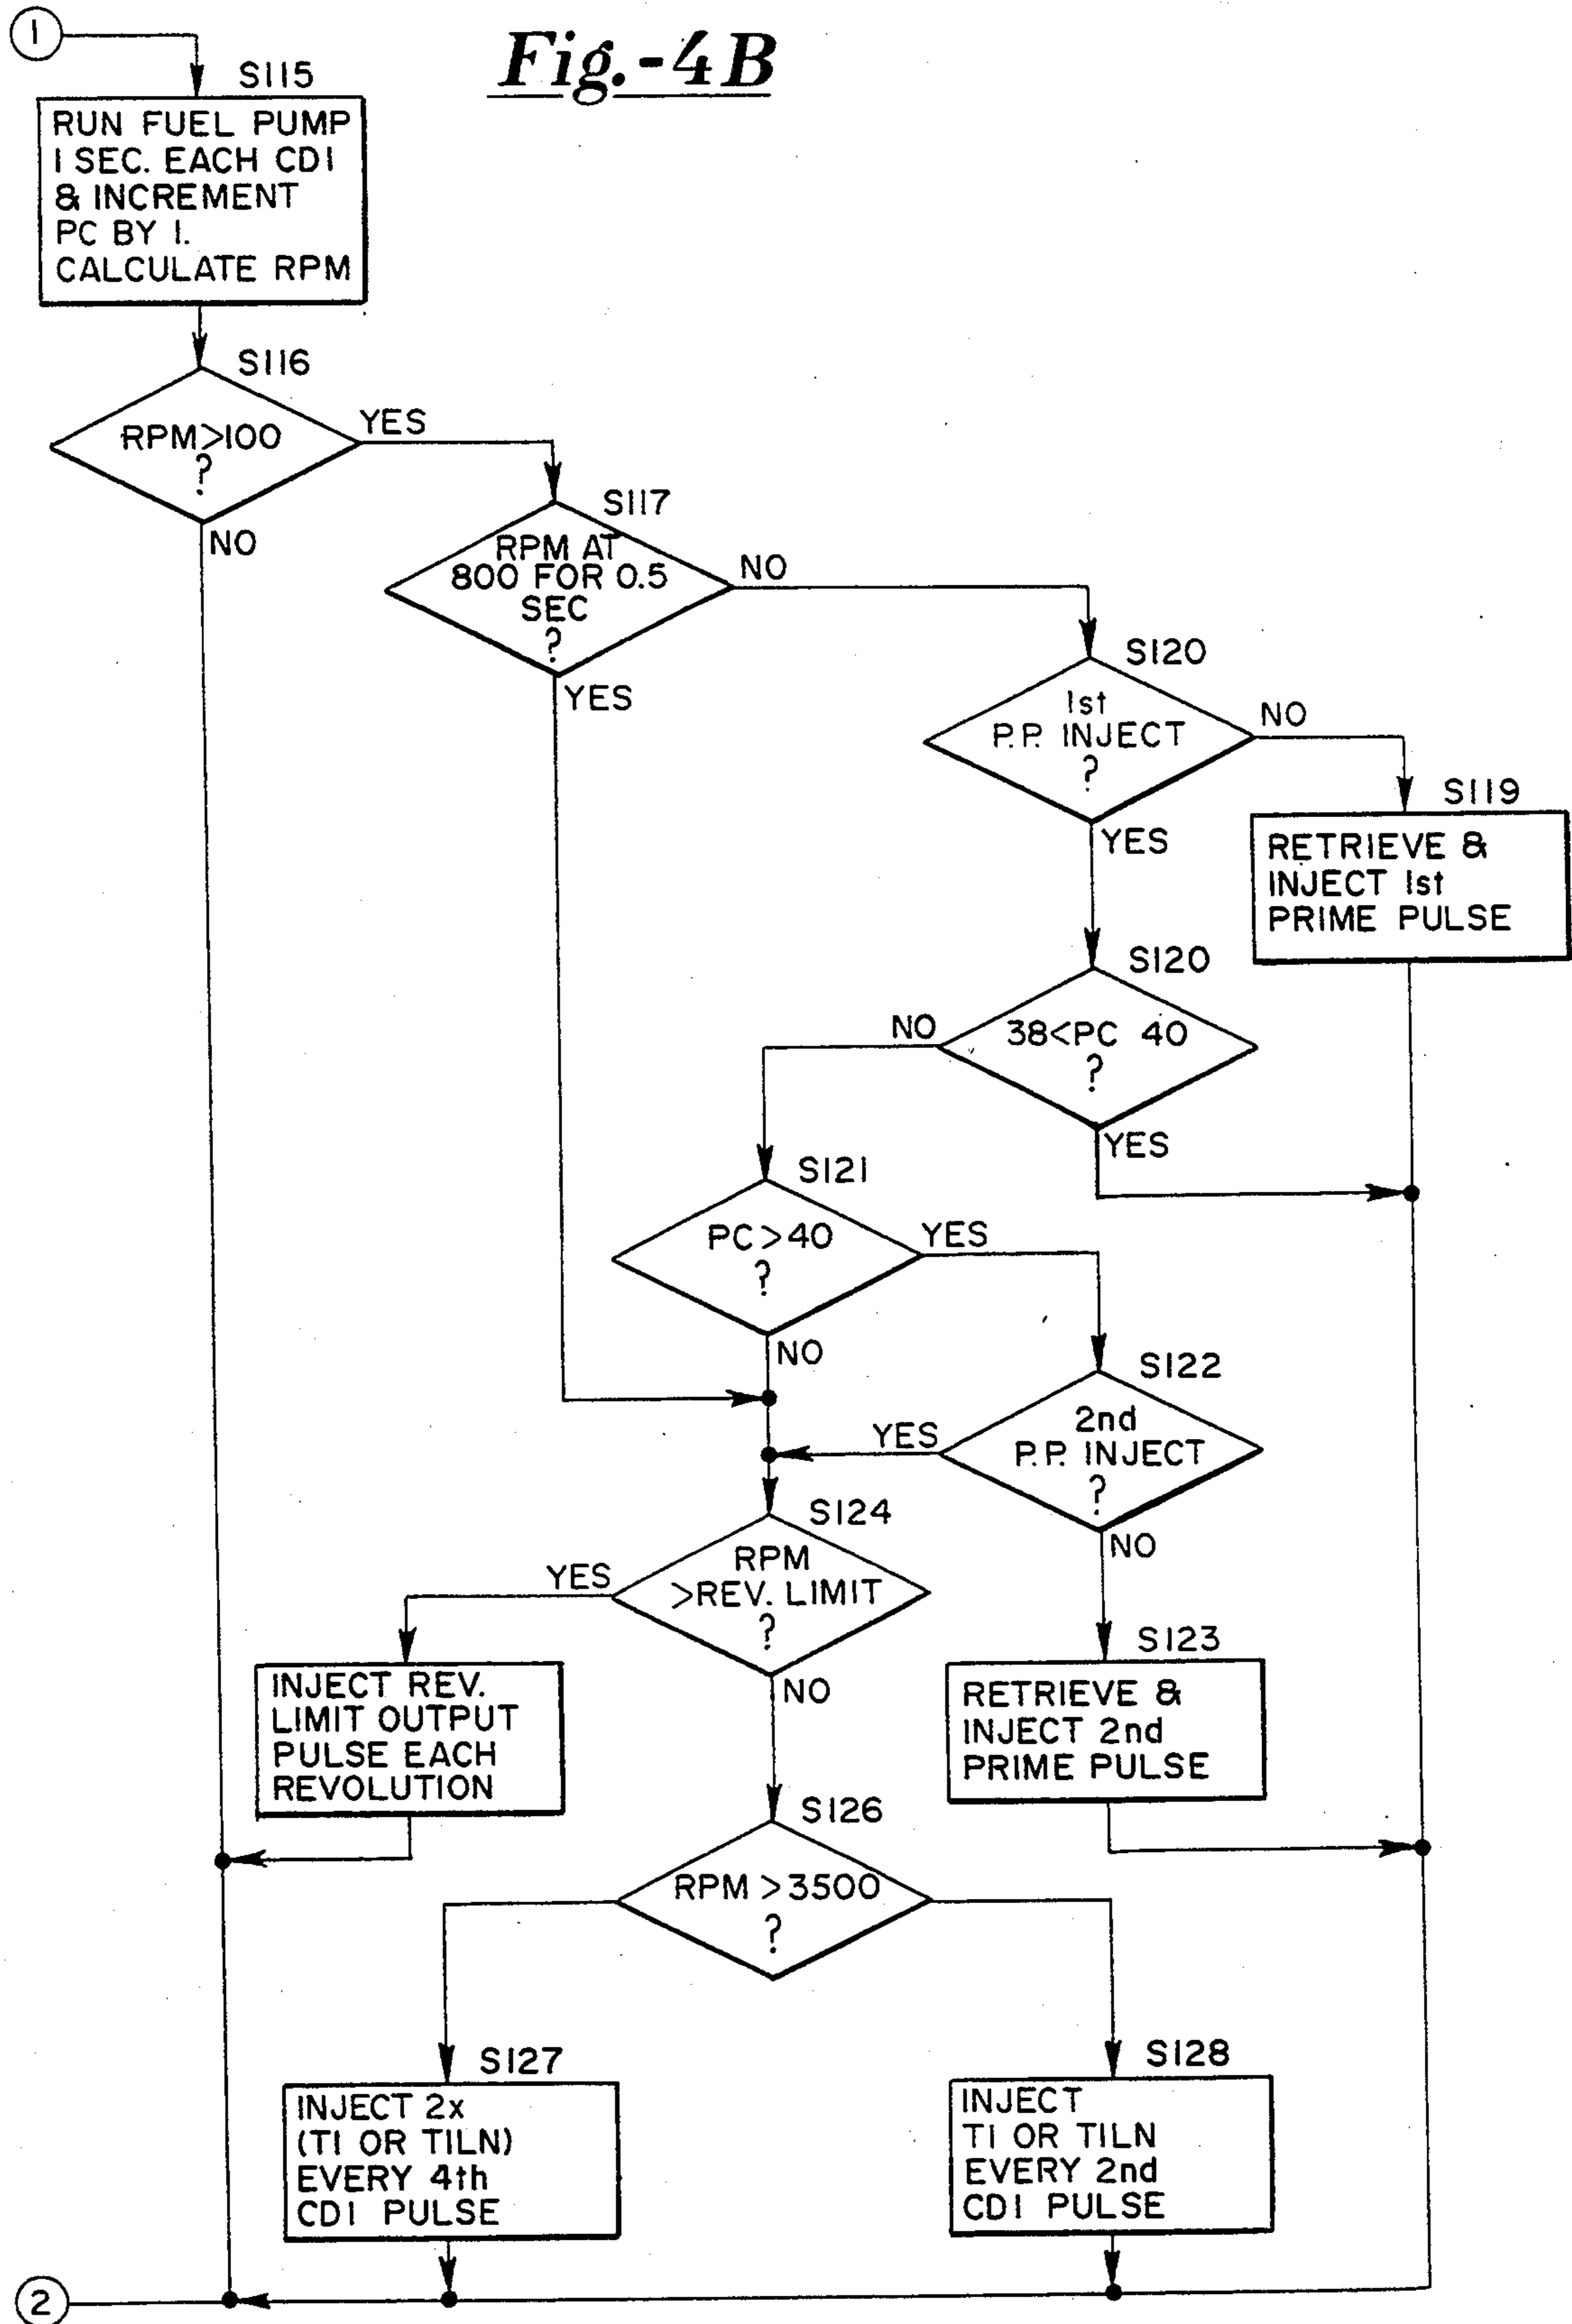 1
Fig.-4B
S115
RUN FUEL PUMP
1 SEC. EACH CDI
& INCREMENT
PC BY 1.
CALCULATE RPM
S116
RPM>100
?
YES
NO
S117
RPM AT
800 FOR 0.5
SEC
?
NO
YES
S120
1st
P.P. INJECT
?
NO
YES
S119
RETRIEVE &
INJECT 1st
PRIME PULSE
S120
38<PC 40
?
NO
YES
S121
PC>40
?
YES
NO
S122
2nd
P.P. INJECT
?
YES
NO
S124
RPM
>REV. LIMIT
?
YES
NO
INJECT REV.
LIMIT OUTPUT
PULSE EACH
REVOLUTION
S123
RETRIEVE &
INJECT 2nd
PRIME PULSE
S126
RPM >3500
?
S127
INJECT 2x
(TI OR TILN)
EVERY 4th
CDI PULSE
S128
INJECT
TI OR TILN
EVERY 2nd
CDI PULSE
2